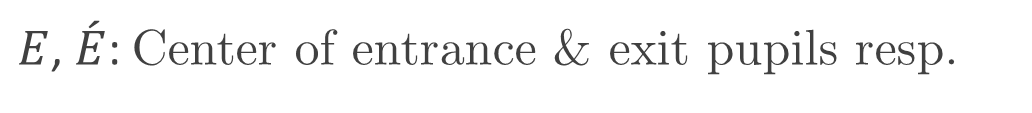 E, É: Center of entrance & exit pupils resp.